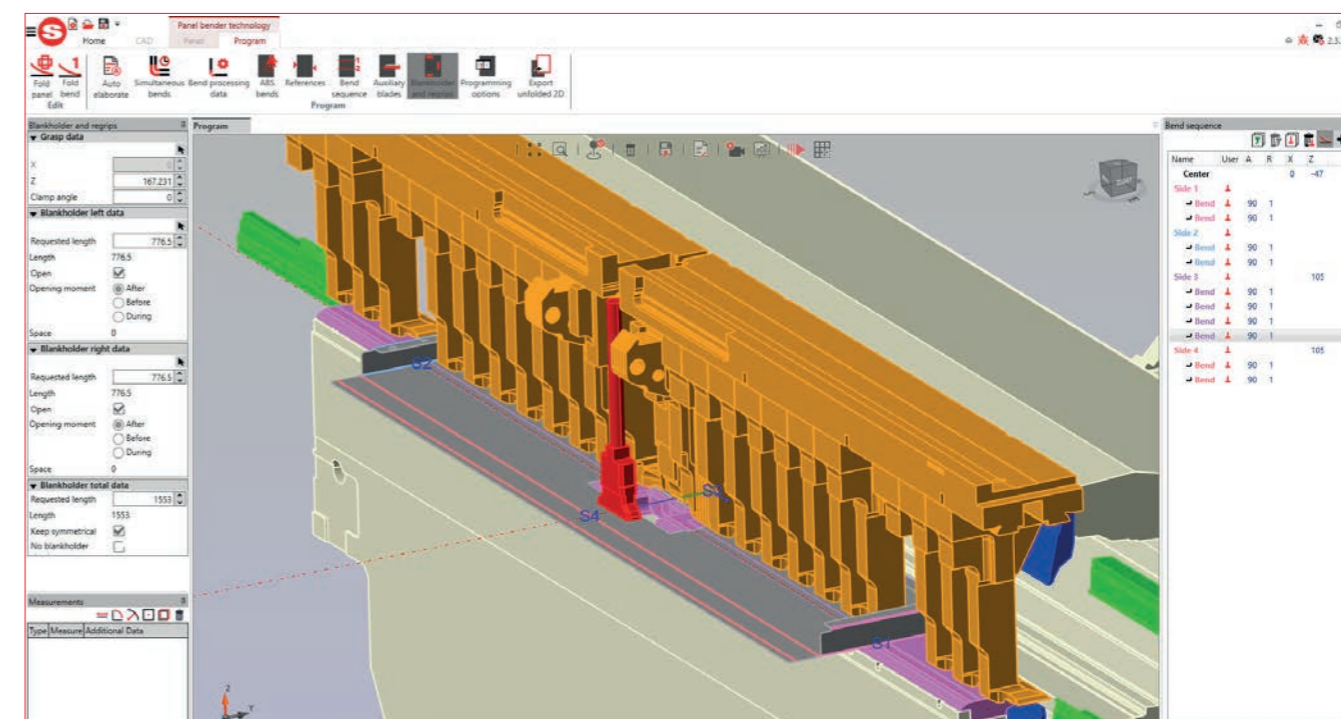 Panel bender technology
Home CAD Panel Program
2.3.
Fold panel
Fold bend
Auto elaborate
Simultaneous bends
Bend processing data
ABS bends
References
Bend sequence
Auxiliary blades
Blankholder and regrips
Programming options
Export unfolded 2D
Edit
Program
Blankholder and regrips
Grasp data
X 0
Z 167.231
Clamp angle 0
Blankholder left data
Requested length 776.5
Length 776.5
Open
Opening moment After
Before
During
Space 0
Blankholder right data
Requested length 776.5
Length 776.5
Open
Opening moment After
Before
During
Space 0
Blankholder total data
Requested length 1553
Length 1553
Keep symmetrical
No blankholder
Measurements
Type Measure Additional Data
Program
S2
S3
S4
S1
Z
Y
Bend sequence
Name User A R X Z
Center 0 -47
Side 1
Bend 90 1
Bend 90 1
Side 2
Bend 90 1
Bend 90 1
Side 3 105
Bend 90 1
Bend 90 1
Bend 90 1
Bend 90 1
Side 4 105
Bend 90 1
Bend 90 1